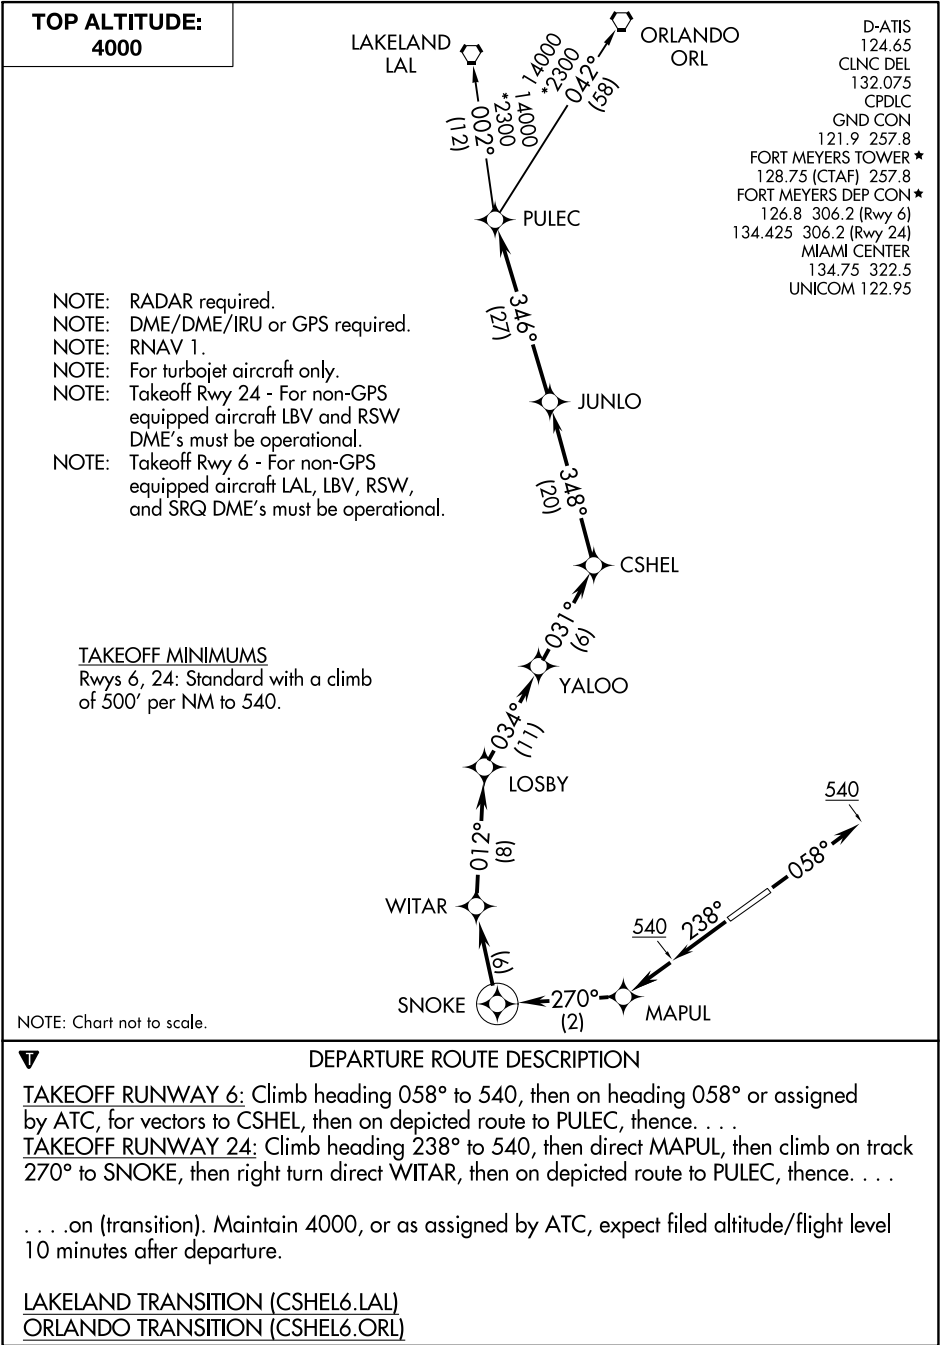 TOP ALTITUDE:
4000
LAKELAND
LAL
ORLANDO
ORL
D-ATIS
124.65
CLNC DEL
132.075
CPDLC
GND CON
121.9 257.8
FORT MEYERS TOWER★
128.75 (CTAF) 257.8
FORT MEYERS DEP CON★
126.8 306.2 (Rwy 6)
134.425 306.2 (Rwy 24)
MIAMI CENTER
134.75 322.5
UNICOM 122.95
14000
*2300
002°
(12)
14000
*2300
042°
(58)
PULEC
346°
(27)
NOTE: RADAR required.
NOTE: DME/DME/IRU or GPS required.
NOTE: RNAV 1.
NOTE: For turbojet aircraft only.
NOTE: Takeoff Rwy 24 - For non-GPS
equipped aircraft LBV and RSW
DME's must be operational.
NOTE: Takeoff Rwy 6 - For non-GPS
equipped aircraft LAL, LBV, RSW,
and SRQ DME's must be operational.
JUNLO
348°
(20)
CSHEL
031°
(6)
TAKEOFF MINIMUMS
Rwys 6, 24: Standard with a climb
of 500' per NM to 540.
YALOO
034°
(11)
LOSBY
012°
(8)
540
058°
WITAR
540
238°
(6)
SNOKE
270°
(2)
MAPUL
NOTE: Chart not to scale.
T
DEPARTURE ROUTE DESCRIPTION
TAKEOFF RUNWAY 6: Climb heading 058° to 540, then on heading 058° or assigned
by ATC, for vectors to CSHEL, then on depicted route to PULEC, thence. . . .
TAKEOFF RUNWAY 24: Climb heading 238° to 540, then direct MAPUL, then climb on track
270° to SNOKE, then right turn direct WITAR, then on depicted route to PULEC, thence. . . .
. . . .on (transition). Maintain 4000, or as assigned by ATC, expect filed altitude/flight level
10 minutes after departure.
LAKELAND TRANSITION (CSHEL6.LAL)
ORLANDO TRANSITION (CSHEL6.ORL)